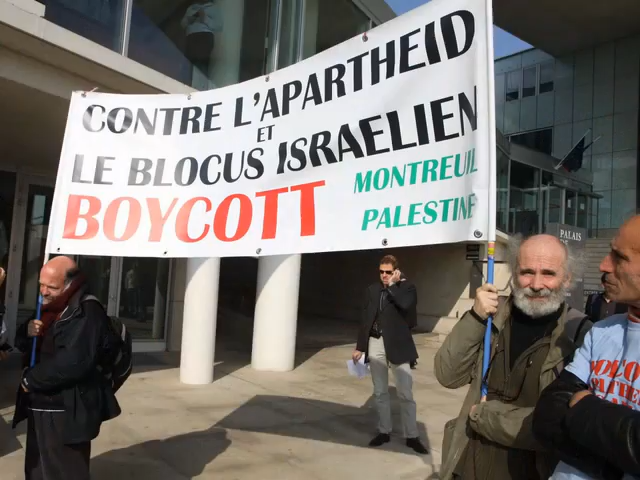 CONTRE L'APARTHEID
ET
LE BLOCUS ISRAELIEN
BOYCOTT
MONTREUIL
PALESTINE
PALAIS